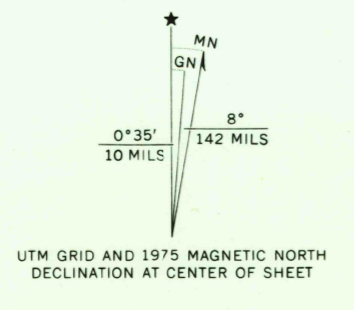 MN
GN
0°35'
10 MILS
8°
142 MILS
UTM GRID AND 1975 MAGNETIC NORTH
DECLINATION AT CENTER OF SHEET